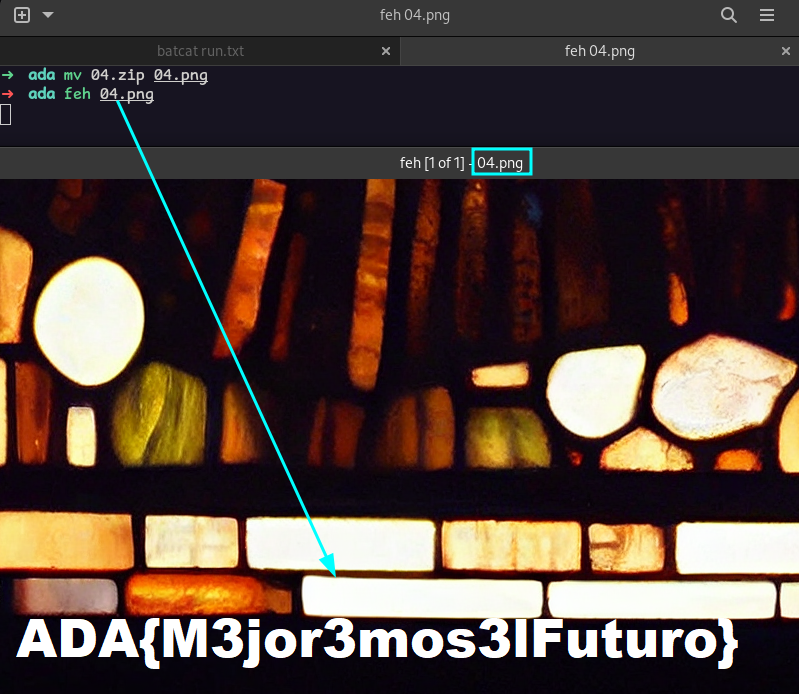 feh 04.png
batcat run.txt
feh 04.png
→ ada mv 04.zip 04.png
→ ada feh 04.png
feh [1 of 1] - 04.png
ADA{M3jor3mos3lFuturo}